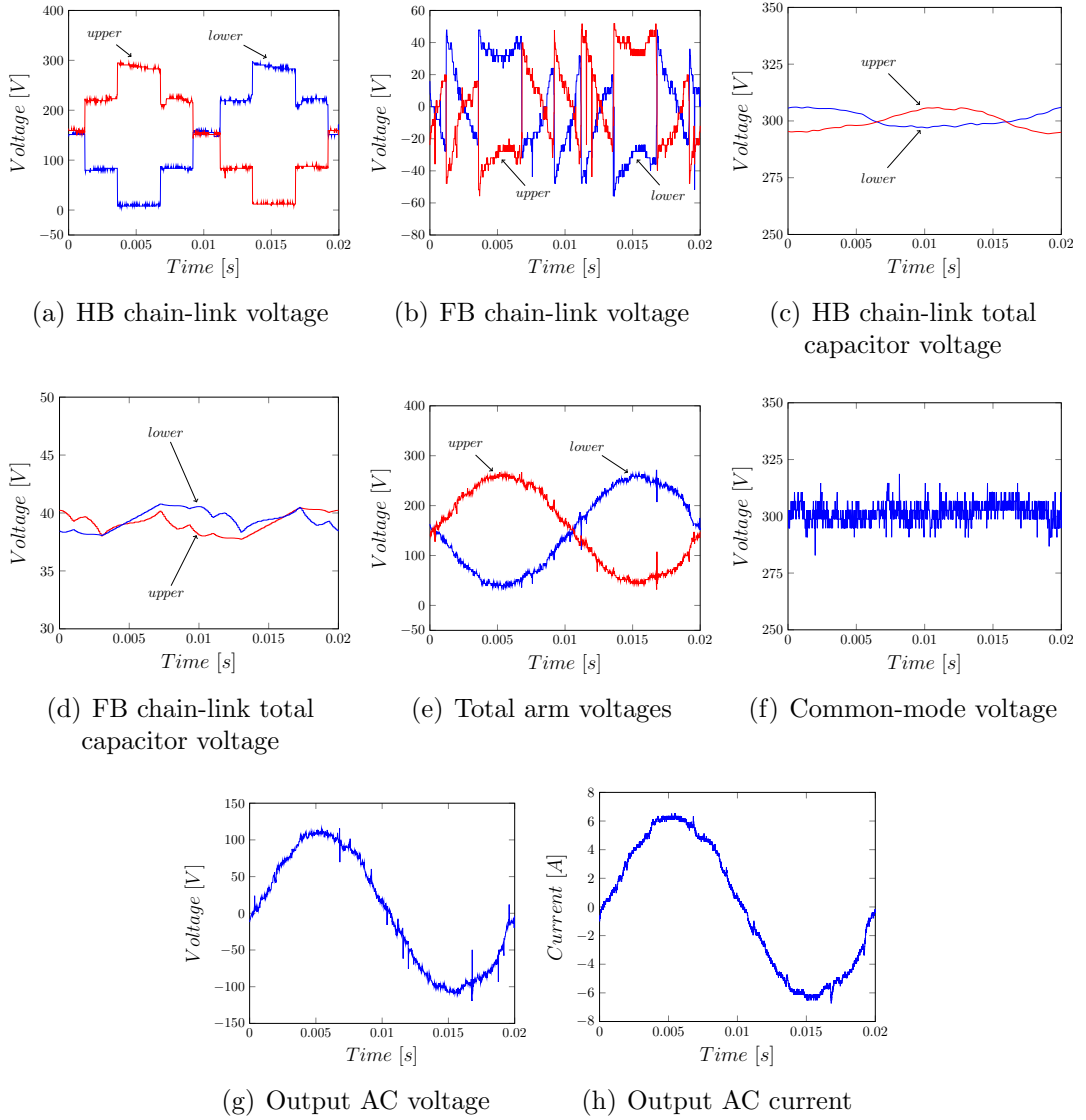 400
300
200
100
0
−50
0
0.005
0.01
0.015
0.02
Voltage [V]
Time [s]
upper
lower
(a) HB chain-link voltage
60
40
20
0
−20
−40
−60
−80
0
0.005
0.01
0.015
0.02
Voltage [V]
Time [s]
upper
lower
(b) FB chain-link voltage
350
325
300
275
250
0
0.005
0.01
0.015
0.02
Voltage [V]
Time [s]
upper
lower
(c) HB chain-link total
capacitor voltage
50
45
40
35
30
0
0.005
0.01
0.015
0.02
Voltage [V]
Time [s]
lower
upper
(d) FB chain-link total
capacitor voltage
400
300
200
100
0
−50
0
0.005
0.01
0.015
0.02
Voltage [V]
Time [s]
upper
lower
(e) Total arm voltages
350
325
300
275
250
0
0.005
0.01
0.015
0.02
Voltage [V]
Time [s]
(f) Common-mode voltage
150
100
50
0
−50
−100
−150
0
0.005
0.01
0.015
0.02
Voltage [V]
Time [s]
(g) Output AC voltage
8
6
4
2
0
−2
−4
−6
−8
0
0.005
0.01
0.015
0.02
Current [A]
Time [s]
(h) Output AC current